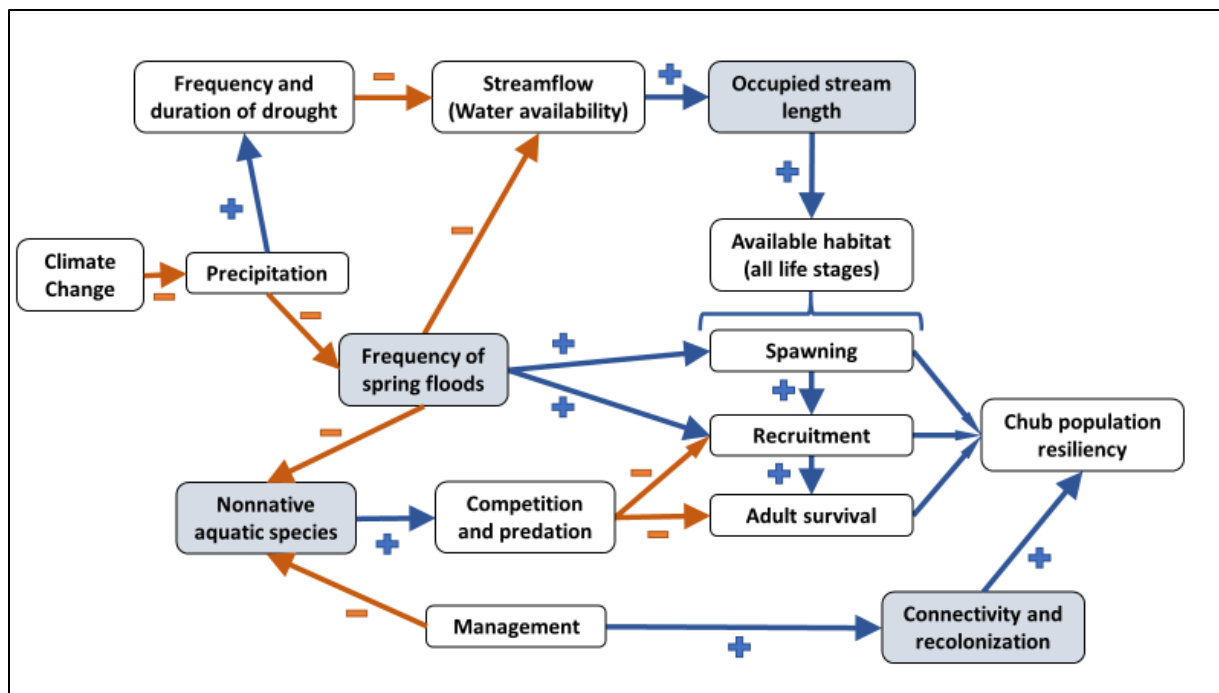 Frequency and
duration of drought
Streamflow
(Water availability)
Occupied stream
length
Climate
Change
Precipitation
Available habitat
(all life stages)
Frequency of
spring floods
Spawning
Recruitment
Chub population
resiliency
Nonnative
aquatic species
Competition
and predation
Adult survival
Management
Connectivity and
recolonization